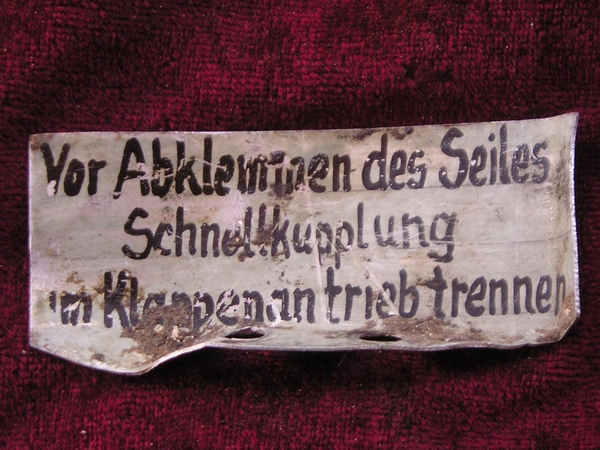 Vor Abklemmen des Seiles
Schnellkupplung
im Klappenantrieb trennen